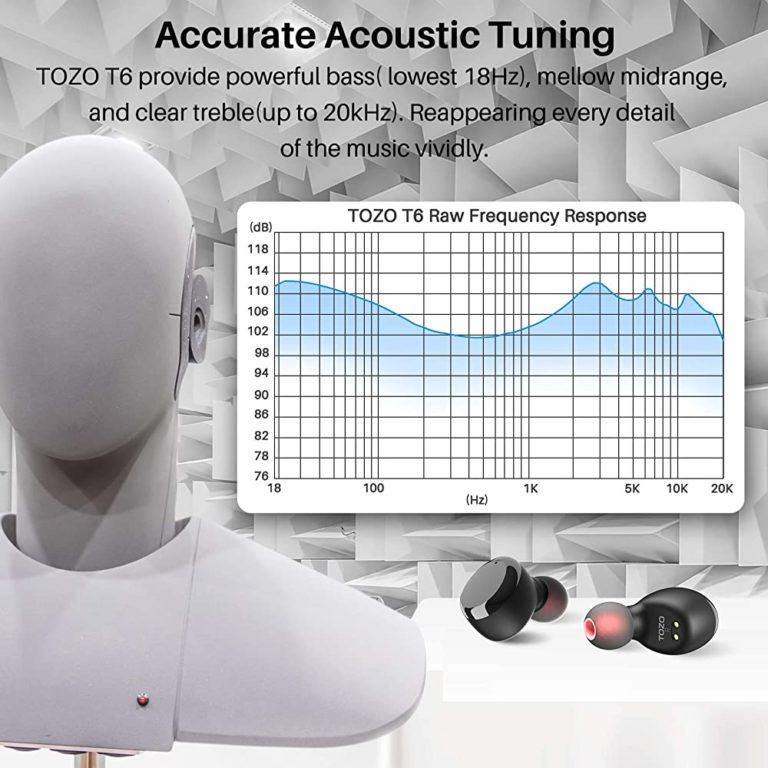 Accurate Acoustic Tuning
TOZO T6 provide powerful bass( lowest 18Hz), mellow midrange,
and clear treble(up to 20kHz). Reappearing every detail
of the music vividly.
TOZO T6 Raw Frequency Response
(dB)
118
114
110
106
102
98
94
90
86
82
78
76
18 100 1K 5K 10K 20K
(Hz)
TOZO